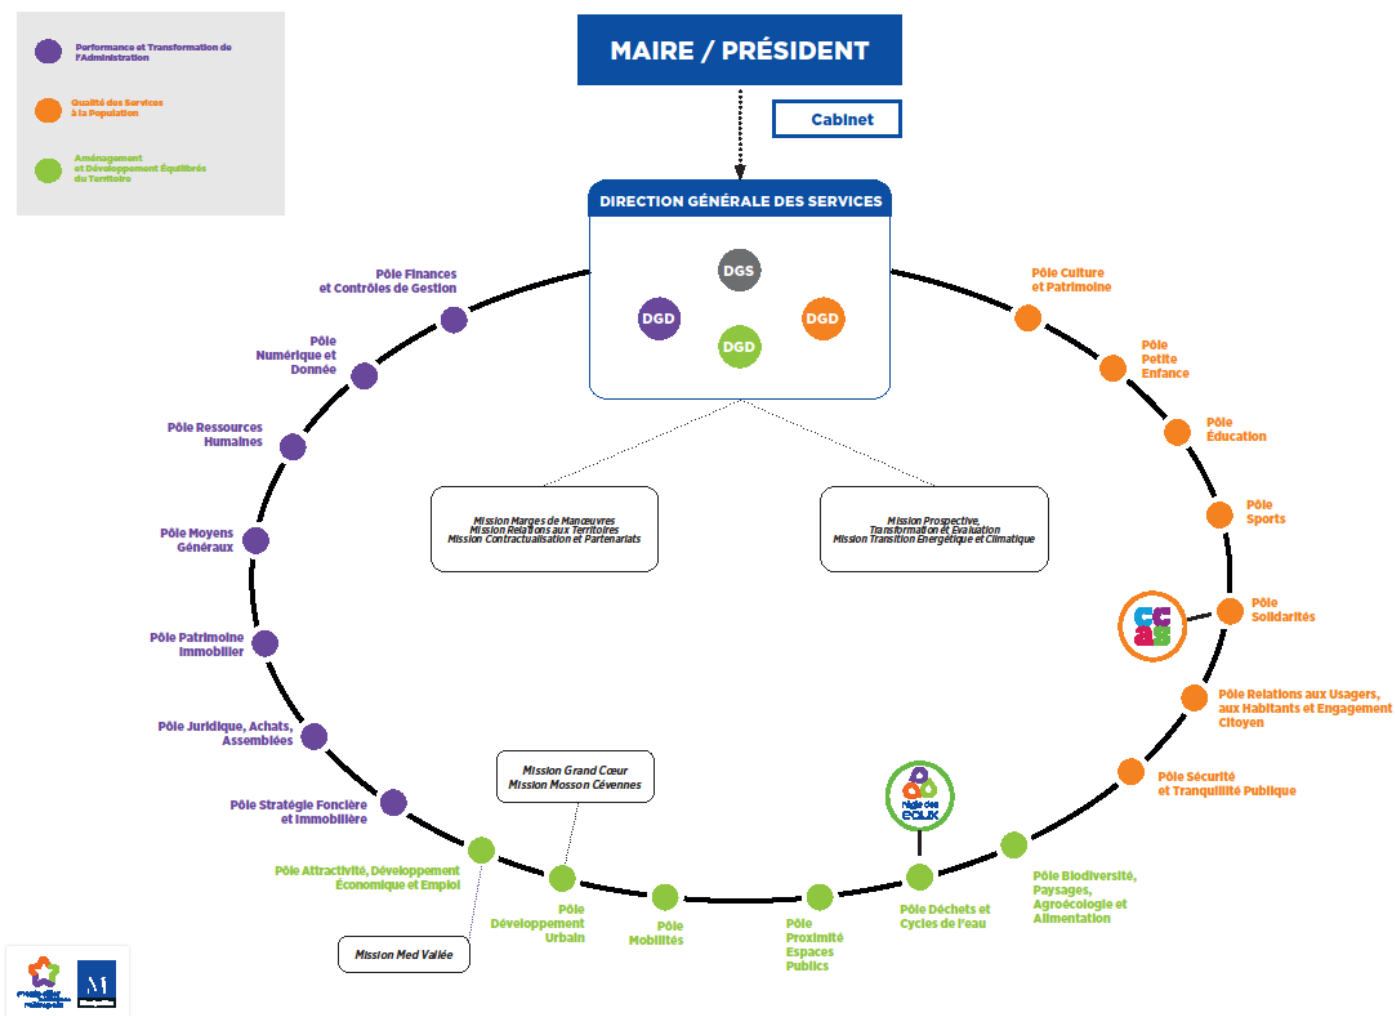 Performance et Transformation de
l'Administration
Qualité des Services
à la Population
Aménagement
et Développement Équilibrés
du Territoire
MAIRE / PRÉSIDENT
Cabinet
DIRECTION GÉNÉRALE DES SERVICES
DGS
DGD
DGD
DGD
Pôle Finances
et Contrôles de Gestion
Pôle
Numérique et
Donnée
Pôle Ressources
Humaines
Pôle Moyens
Généraux
Pôle Patrimoine
Immobilier
Pôle Juridique, Achats,
Assemblées
Pôle Stratégie Foncière
et Immobilière
Pôle Culture
et Patrimoine
Pôle
Petite
Enfance
Pôle
Éducation
Pôle
Sports
Pôle
Solidarités
ccas
Pôle Relations aux Usagers,
aux Habitants et Engagement
Citoyen
Pôle Sécurité
et Tranquillité Publique
Mission Marges de Manœuvres
Mission Relations aux Territoires
Mission Contractualisation et Partenariats
Mission Prospective,
Transformation et Evaluation
Mission Transition Energétique et Climatique
Mission Grand Cœur
Mission Mosson Cévennes
régie des
eaux
Pôle Attractivité, Développement
Économique et Emploi
Mission Med Vallée
Pôle
Développement
Urbain
Pôle
Mobilités
Pôle
Proximité
Espaces
Publics
Pôle Déchets et
Cycles de l'eau
Pôle Biodiversité,
Paysages,
Agroécologie et
Alimentation
métropole
M